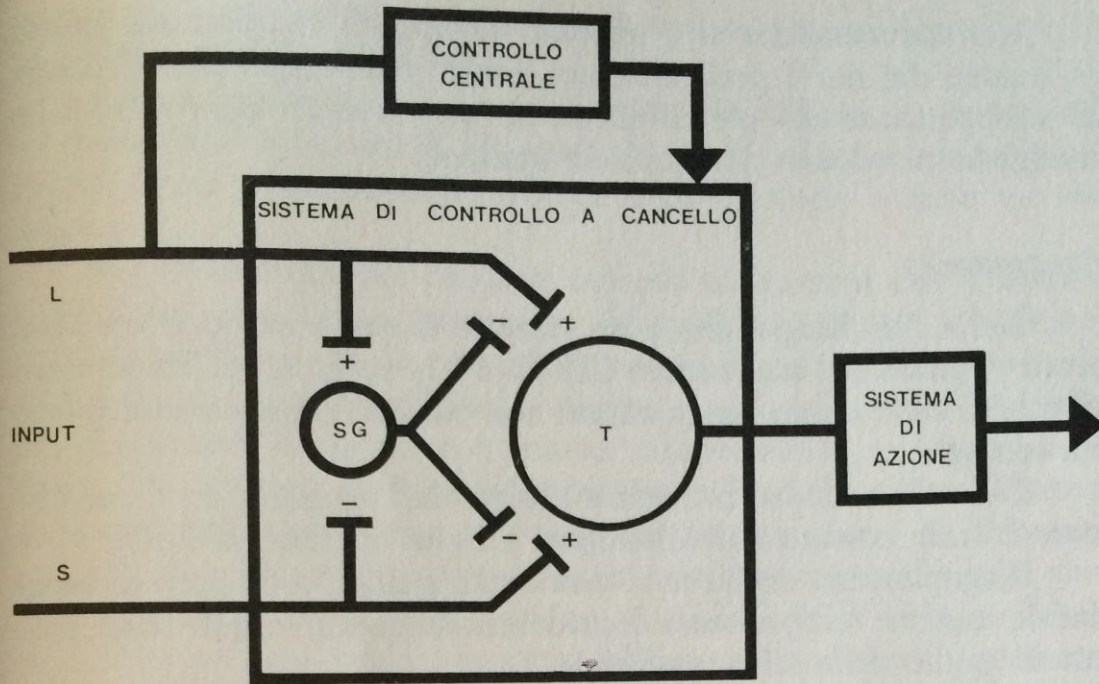 CONTROLLO
CENTRALE
SISTEMA DI CONTROLLO A CANCELLO
L
+
-
+
INPUT
SG
T
SISTEMA
DI
AZIONE
-
-
+
S